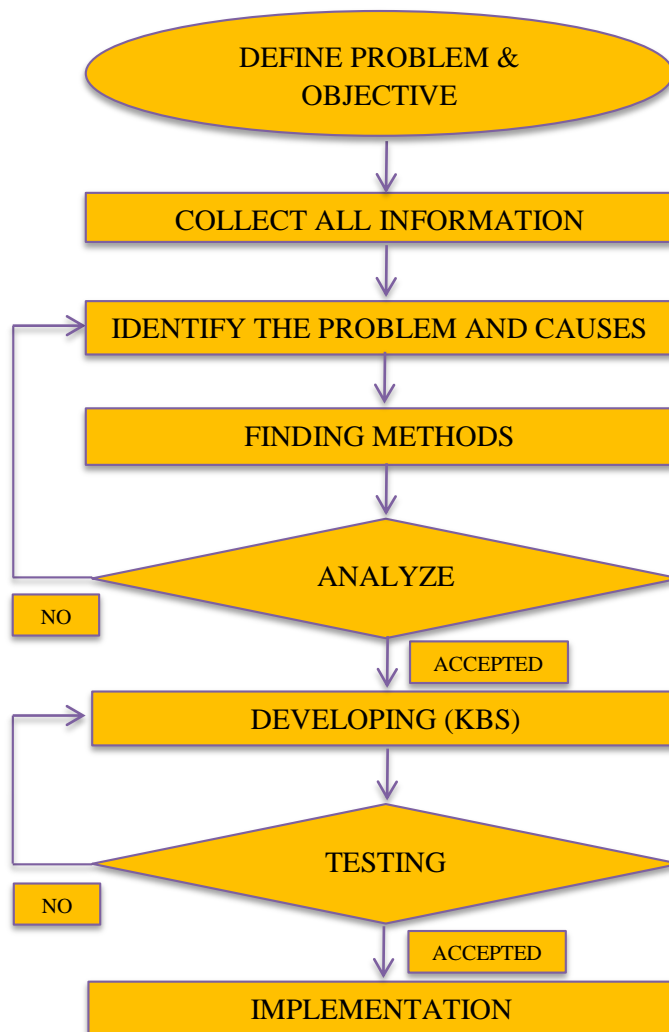 DEFINE PROBLEM &
OBJECTIVE
COLLECT ALL INFORMATION
IDENTIFY THE PROBLEM AND CAUSES
FINDING METHODS
ANALYZE
NO
ACCEPTED
DEVELOPING (KBS)
TESTING
NO
ACCEPTED
IMPLEMENTATION